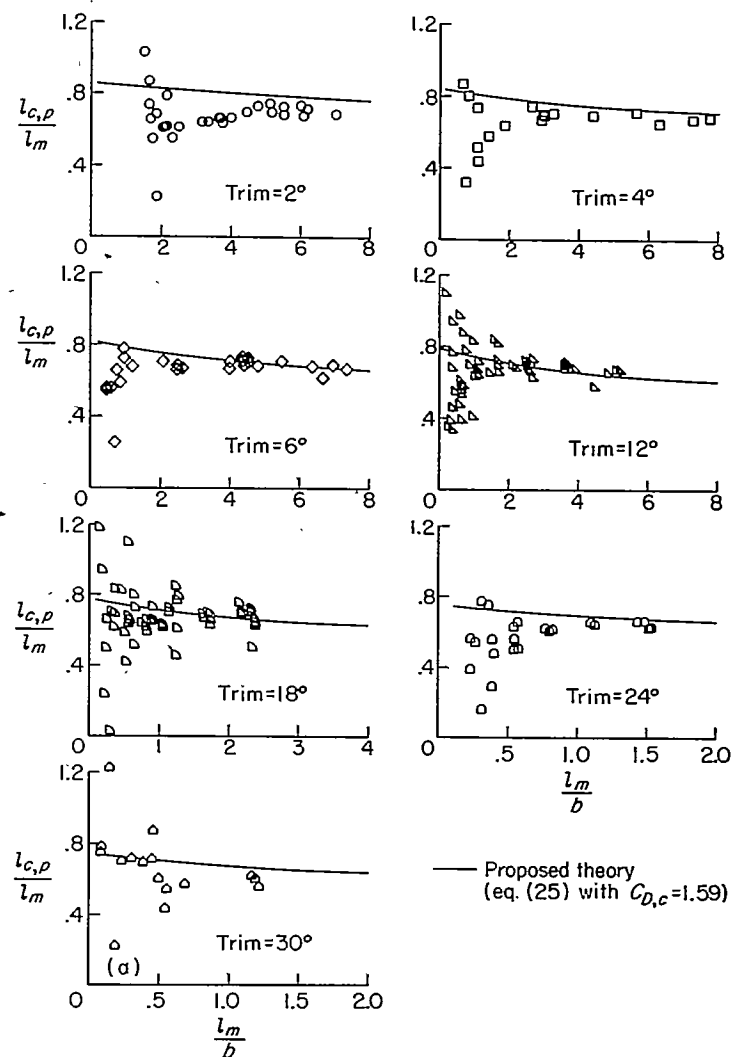 1.2
.8
l_{c,p}
l_m
.4
Trim=2°
0 2 4 6 8
1.2
.8
.4
Trim=4°
0 2 4 6 8
1.2
.8
l_{c,p}
l_m
.4
Trim=6°
0 2 4 6 8
1.2
.8
.4
Trim=12°
0 2 4 6 8
1.2
.8
l_{c,p}
l_m
.4
Trim=18°
0 1 2 3 4
1.2
.8
.4
Trim=24°
0 .5 1.0 1.5 2.0
l_m
b
1.2
.8
l_{c,p}
l_m
.4
Trim=30°
(a)
0 .5 1.0 1.5 2.0
l_m
b
Proposed theory
(eq. (25) with C_{D,c}=1.59)